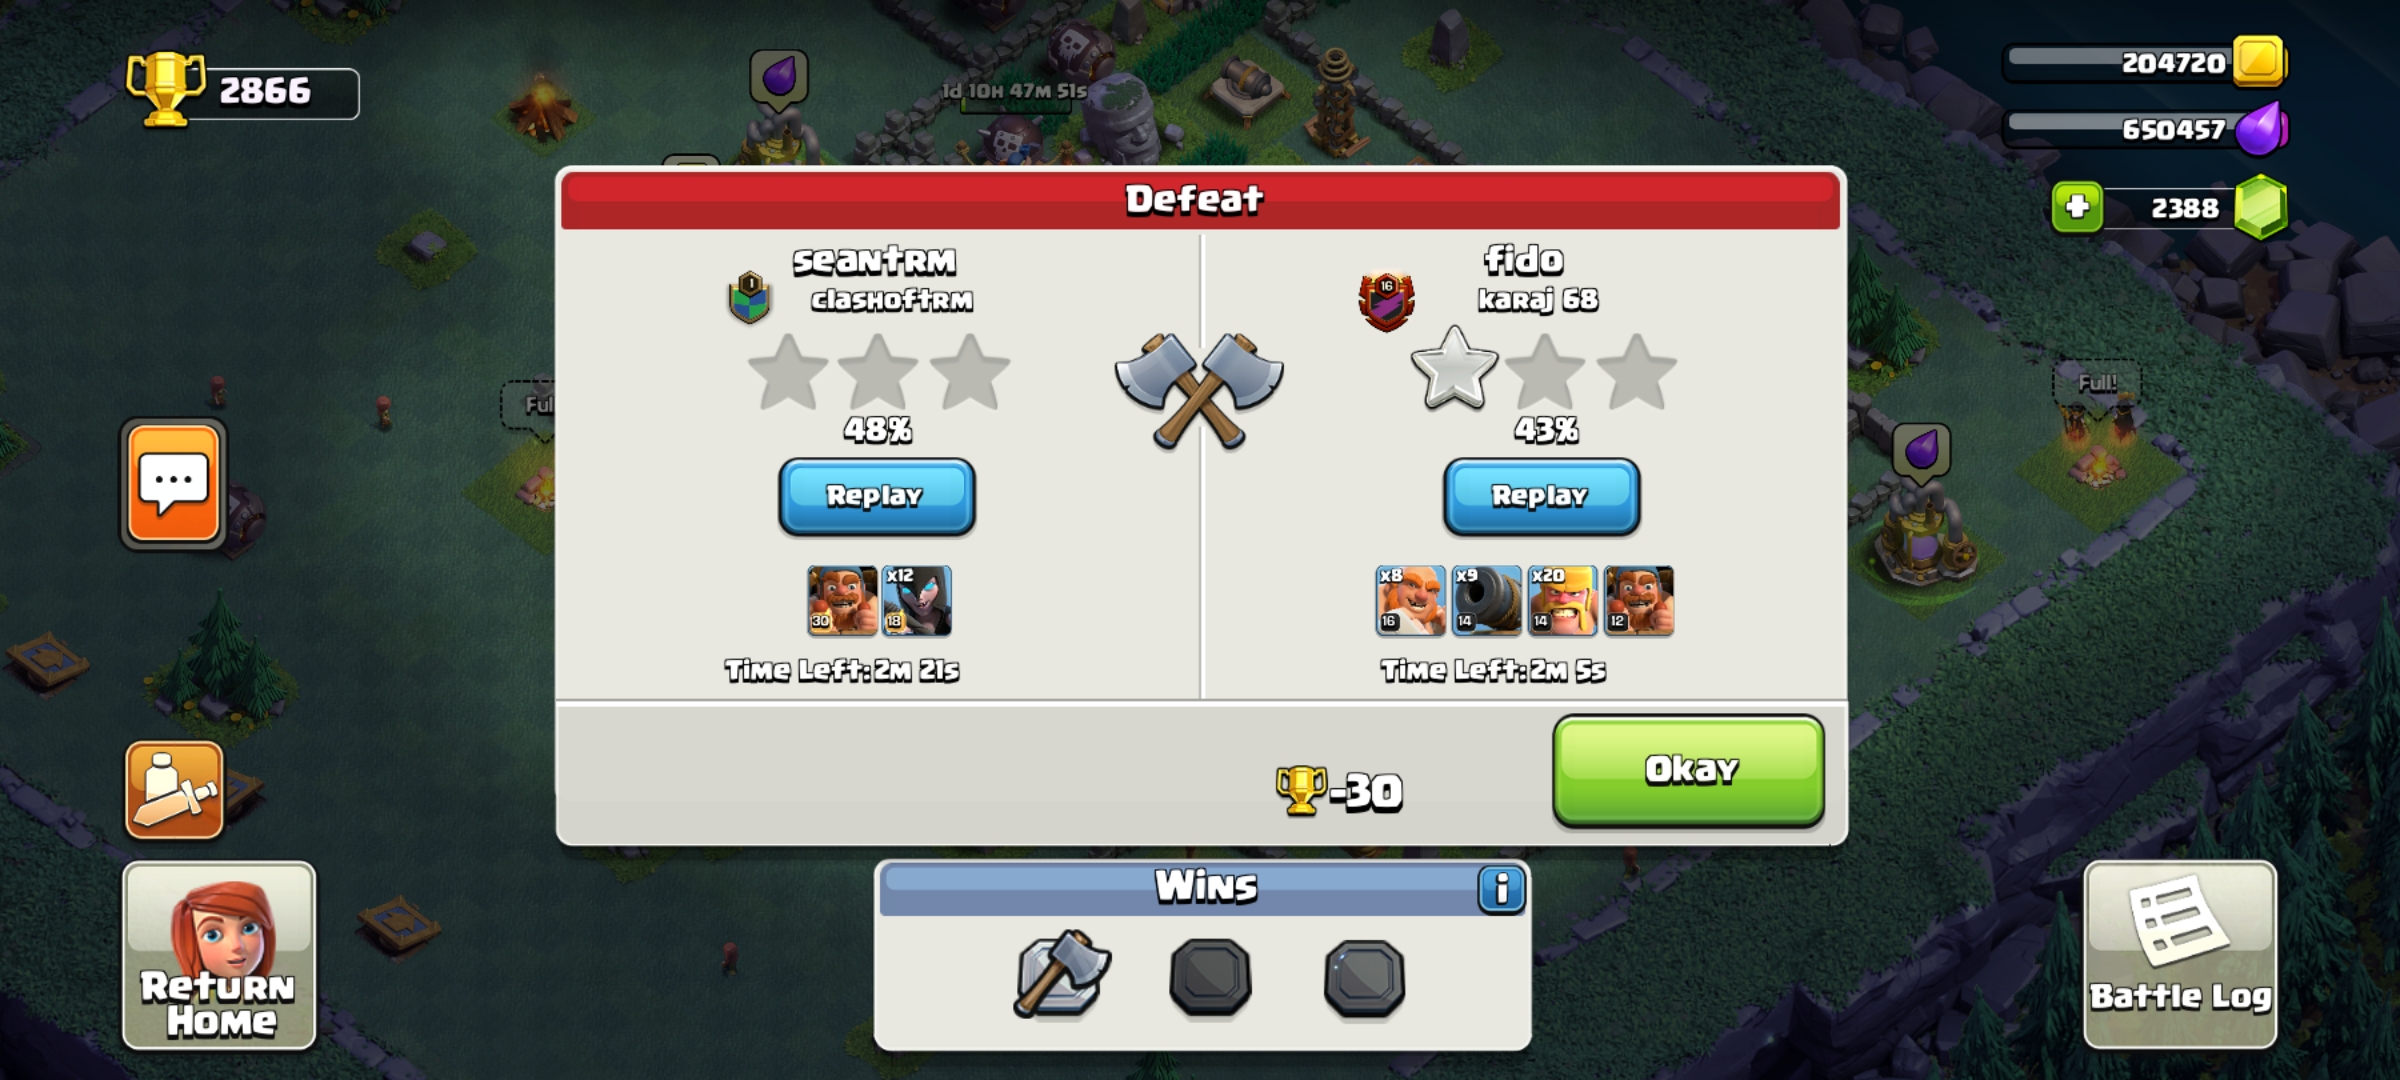 2866
1d 10H 47M 51s
204720
650457
2388
Defeat
seantRM
clasHoftRM
1
48%
Replay
30
x12
18
Time Left: 2M 21s
fido
karaj 68
16
43%
Replay
x8
16
x9
14
x20
14
12
Time Left: 2M 5s
Full!
-30
Okay
Wins
i
Return
Home
Battle Log